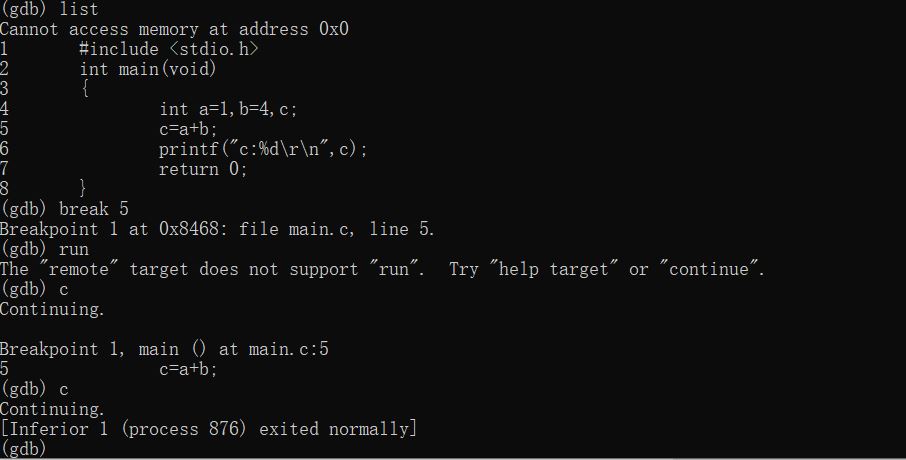 (gdb) list
Cannot access memory at address 0x0
1       #include <stdio.h>
2       int main(void)
3       {
4               int a=1,b=4,c;
5               c=a+b;
6               printf("c:%d\r\n",c);
7               return 0;
8       }
(gdb) break 5
Breakpoint 1 at 0x8468: file main.c, line 5.
(gdb) run
The "remote" target does not support "run".  Try "help target" or "continue".
(gdb) c
Continuing.

Breakpoint 1, main () at main.c:5
5               c=a+b;
(gdb) c
Continuing.
[Inferior 1 (process 876) exited normally]
(gdb)